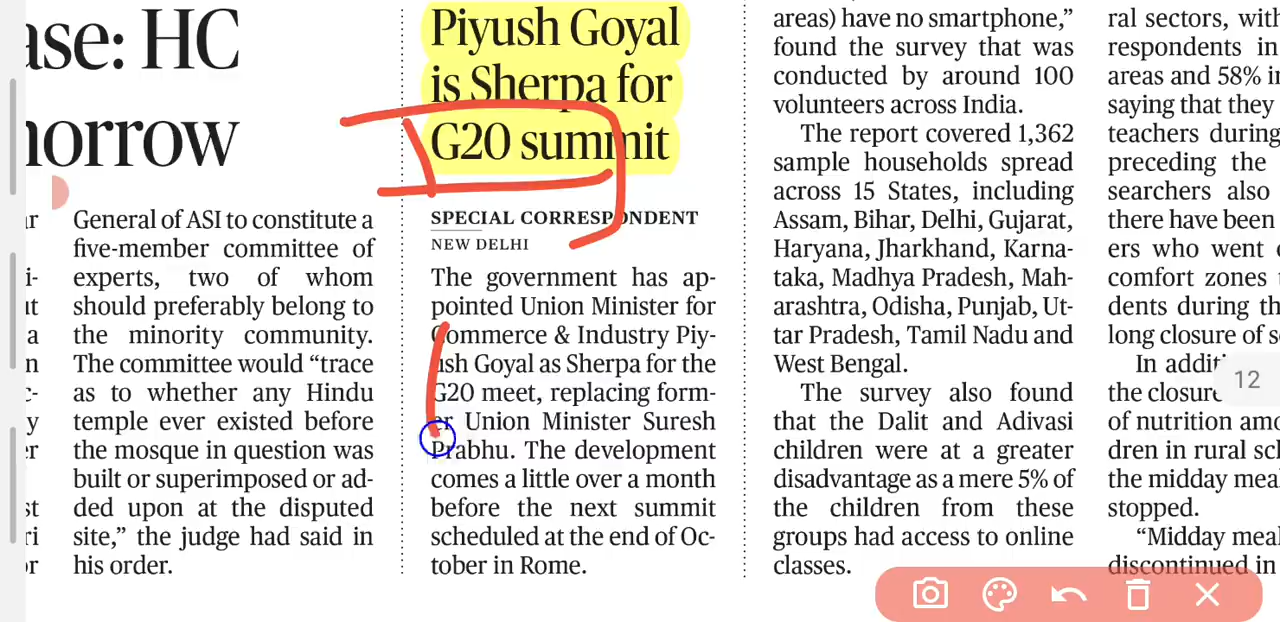 ase: HC
norrow
General of ASI to constitute a
five-member committee of
experts, two of whom
should preferably belong to
the minority community.
The committee would “trace
as to whether any Hindu
temple ever existed before
the mosque in question was
built or superimposed or ad-
ded upon at the disputed
site,” the judge had said in
his order.
Piyush Goyal
is Sherpa for
G20 summit
SPECIAL CORRESPONDENT
NEW DELHI
The government has ap-
pointed Union Minister for
Commerce & Industry Piy-
ush Goyal as Sherpa for the
G20 meet, replacing form-
er Union Minister Suresh
Prabhu. The development
comes a little over a month
before the next summit
scheduled at the end of Oc-
tober in Rome.
areas) have no smartphone,”
found the survey that was
conducted by around 100
volunteers across India.
The report covered 1,362
sample households spread
across 15 States, including
Assam, Bihar, Delhi, Gujarat,
Haryana, Jharkhand, Karna-
taka, Madhya Pradesh, Mah-
arashtra, Odisha, Punjab, Ut-
tar Pradesh, Tamil Nadu and
West Bengal.
The survey also found
that the Dalit and Adivasi
children were at a greater
disadvantage as a mere 5% of
the children from these
groups had access to online
classes.
ral sectors, with
respondents in
areas and 58% in
saying that they
teachers during
preceding the
searchers also
there have been
ers who went
comfort zones
dents during th
long closure of s
In additi
the closure
of nutrition amo
dren in rural sch
the midday mea
stopped.
“Midday meal
discontinued in
12